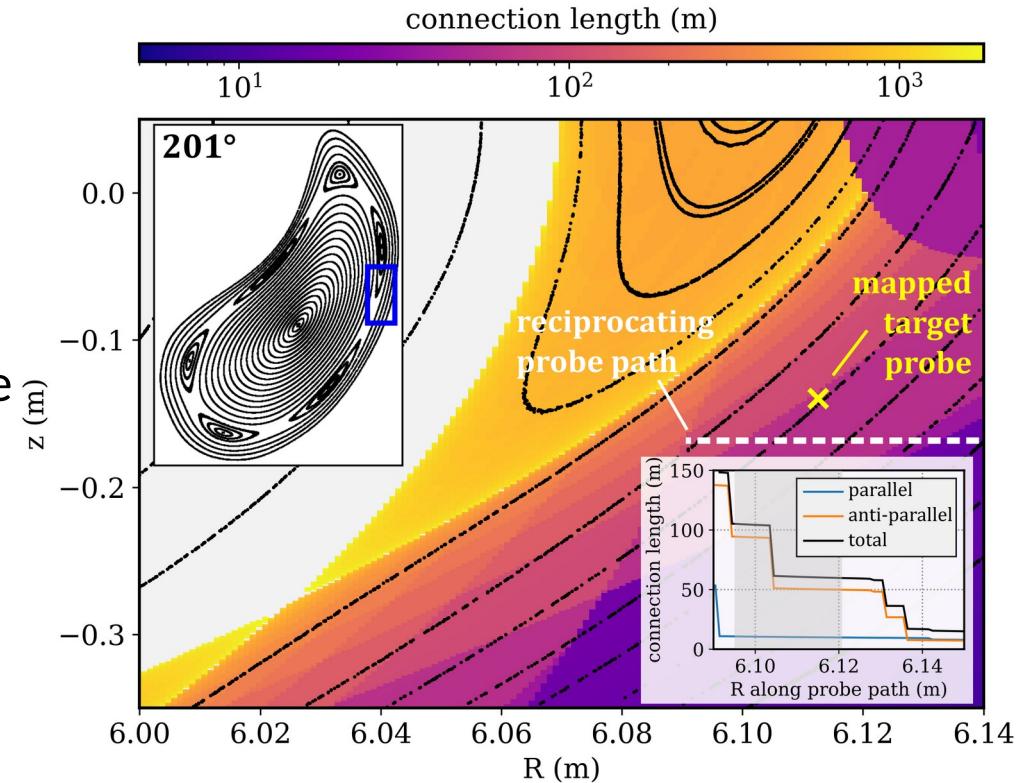 connection length (m)
10¹ 10² 10³
201°
0.0
−0.1
−0.2
−0.3
z (m)
e
reciprocating
probe path
mapped
target
probe
150
100
50
0
connection length (m)
parallel
anti-parallel
total
6.10 6.12 6.14
R along probe path (m)
6.00 6.02 6.04 6.06 6.08 6.10 6.12 6.14
R (m)